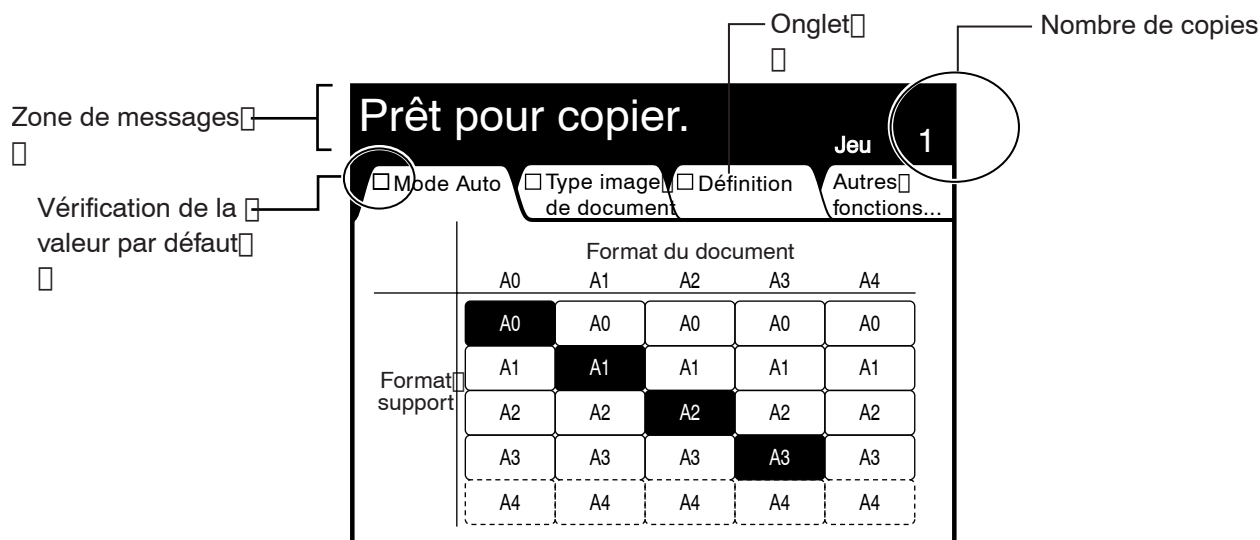 Onglet
Nombre de copies
Zone de messages
Prêt pour copier.
Jeu 1
Vérification de la
valeur par défaut
Mode Auto
Type image
de document
Définition
Autres
fonctions...
Format du document
A0 A1 A2 A3 A4
Format
support
A0 A0 A0 A0 A0
A1 A1 A1 A1 A1
A2 A2 A2 A2 A2
A3 A3 A3 A3 A3
A4 A4 A4 A4 A4